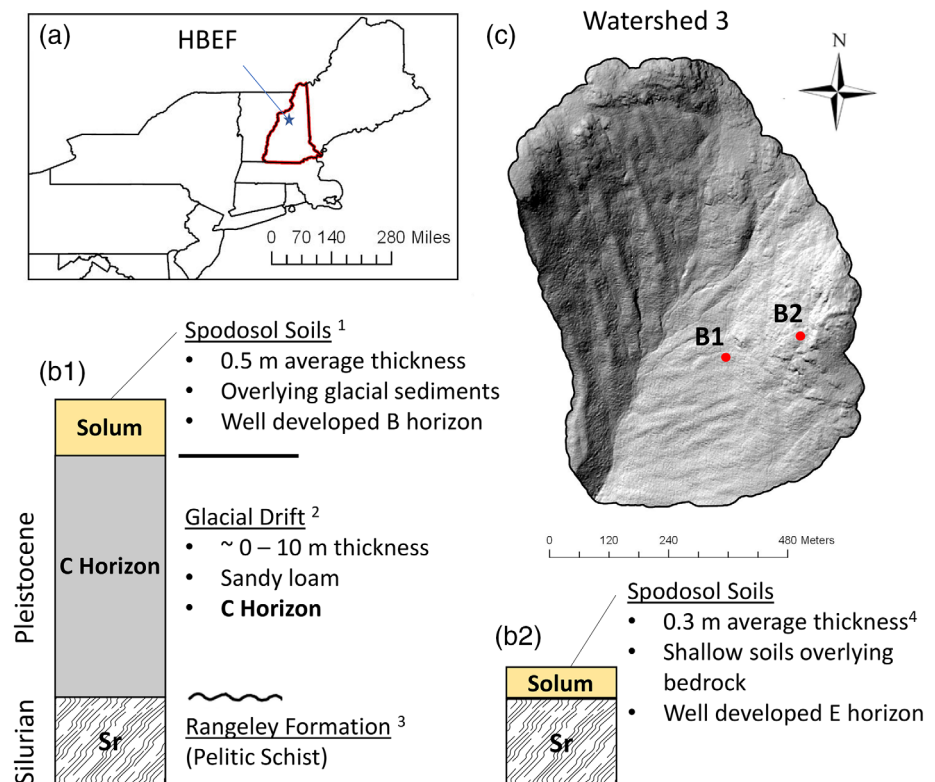 (a)
HBEF
0 70 140 280 Miles
(c)
Watershed 3
N
B1
B2
0 120 240 360 480 Meters
(b1)
Spodosol Soils 1
• 0.5 m average thickness
• Overlying glacial sediments
• Well developed B horizon
Solum
Pleistocene
C Horizon
Glacial Drift 2
• ~ 0 – 10 m thickness
• Sandy loam
• C Horizon
Silurian
Sr
Rangeley Formation 3
(Pelitic Schist)
(b2)
Spodosol Soils
• 0.3 m average thickness4
• Shallow soils overlying
bedrock
• Well developed E horizon
Solum
Sr